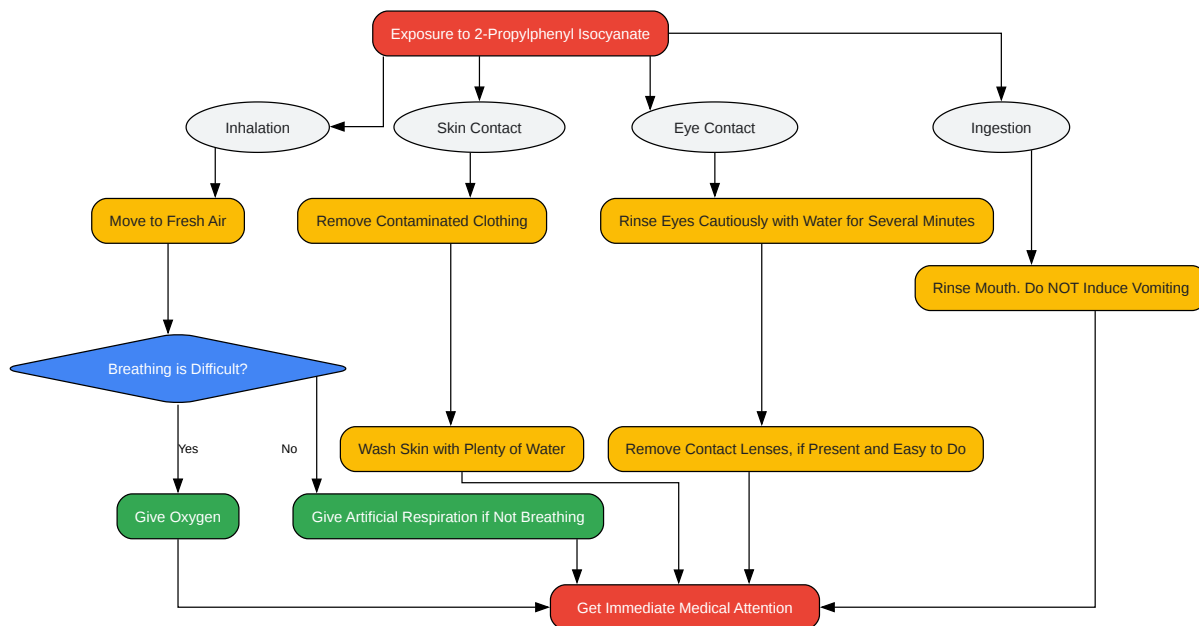 Exposure to 2-Propylphenyl Isocyanate
Inhalation
Skin Contact
Eye Contact
Ingestion
Move to Fresh Air
Remove Contaminated Clothing
Rinse Eyes Cautiously with Water for Several Minutes
Rinse Mouth. Do NOT Induce Vomiting
Breathing is Difficult?
Yes
No
Wash Skin with Plenty of Water
Remove Contact Lenses, if Present and Easy to Do
Give Oxygen
Give Artificial Respiration if Not Breathing
Get Immediate Medical Attention